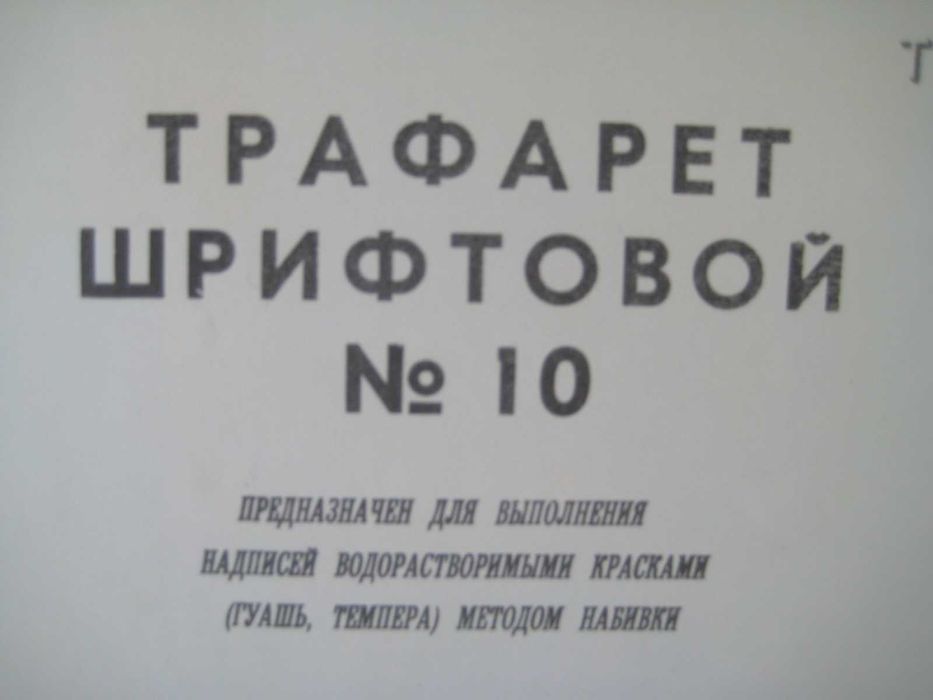 ТРАФАРЕТ
ШРИФТОВОЙ
№ 10
ПРЕДНАЗНАЧЕН ДЛЯ ВЫПОЛНЕНИЯ
НАДПИСЕЙ ВОДОРАСТВОРИМЫМИ КРАСКАМИ
(ГУАШЬ, ТЕМПЕРА) МЕТОДОМ НАБИВКИ